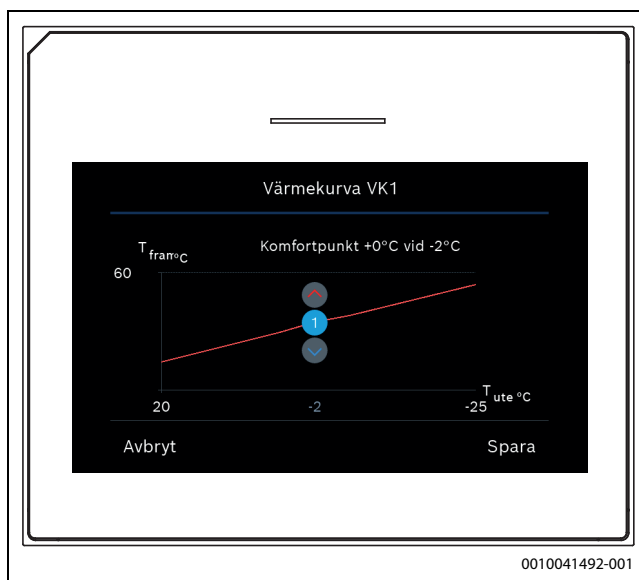 Värmekurva VK1
Komfortpunkt +0°C vid -2°C
T fram°C
60
1
T ute °C
20 -2 -25
Avbryt Spara
0010041492-001